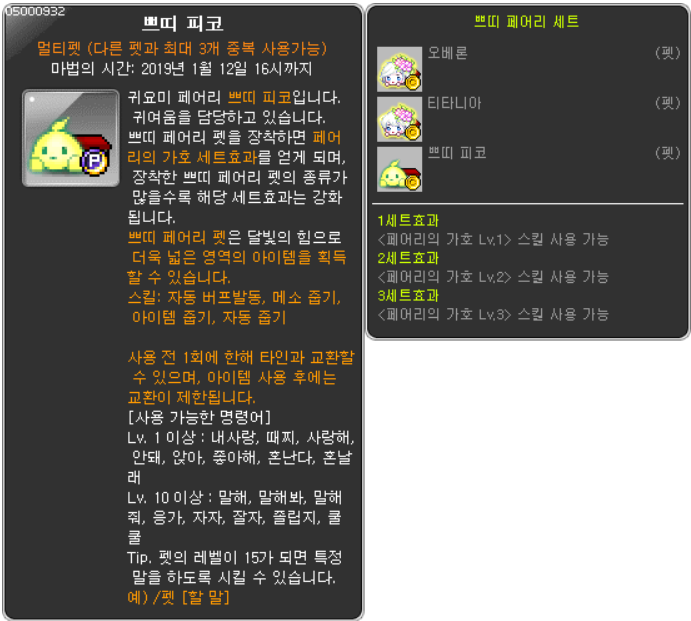 05000932
쁘띠 피코
멀티펫 (다른 펫과 최대 3개 중복 사용가능)
마법의 시간: 2019년 1월 12일 16시까지
귀요미 페어리 쁘띠 피코입니다.
귀여움을 담당하고 있습니다.
쁘띠 페어리 펫을 장착하면 페어
리의 가호 세트효과를 얻게 되며,
장착한 쁘띠 페어리 펫의 종류가
많을수록 해당 세트효과는 강화
됩니다.
쁘띠 페어리 펫은 달빛의 힘으로
더욱 넓은 영역의 아이템을 획득
할 수 있습니다.
스킬: 자동 버프발동, 메소 줍기,
아이템 줍기, 자동 줍기
사용 전 1회에 한해 타인과 교환할
수 있으며, 아이템 사용 후에는
교환이 제한됩니다.
[사용 가능한 명령어]
Lv. 1 이상 : 내사랑, 때찌, 사랑해,
안돼, 앉아, 좋아해, 혼난다, 혼날
래
Lv. 10 이상 : 말해, 말해봐, 말해
줘, 응가, 자자, 잘자, 졸립지, 쿨
쿨
Tip. 펫의 레벨이 15가 되면 특정
말을 하도록 시킬 수 있습니다.
예) /펫 [할 말]
쁘띠 페어리 세트
오베론 (펫)
티타니아 (펫)
쁘띠 피코 (펫)
1세트효과
<페어리의 가호 Lv.1> 스킬 사용 가능
2세트효과
<페어리의 가호 Lv.2> 스킬 사용 가능
3세트효과
<페어리의 가호 Lv.3> 스킬 사용 가능